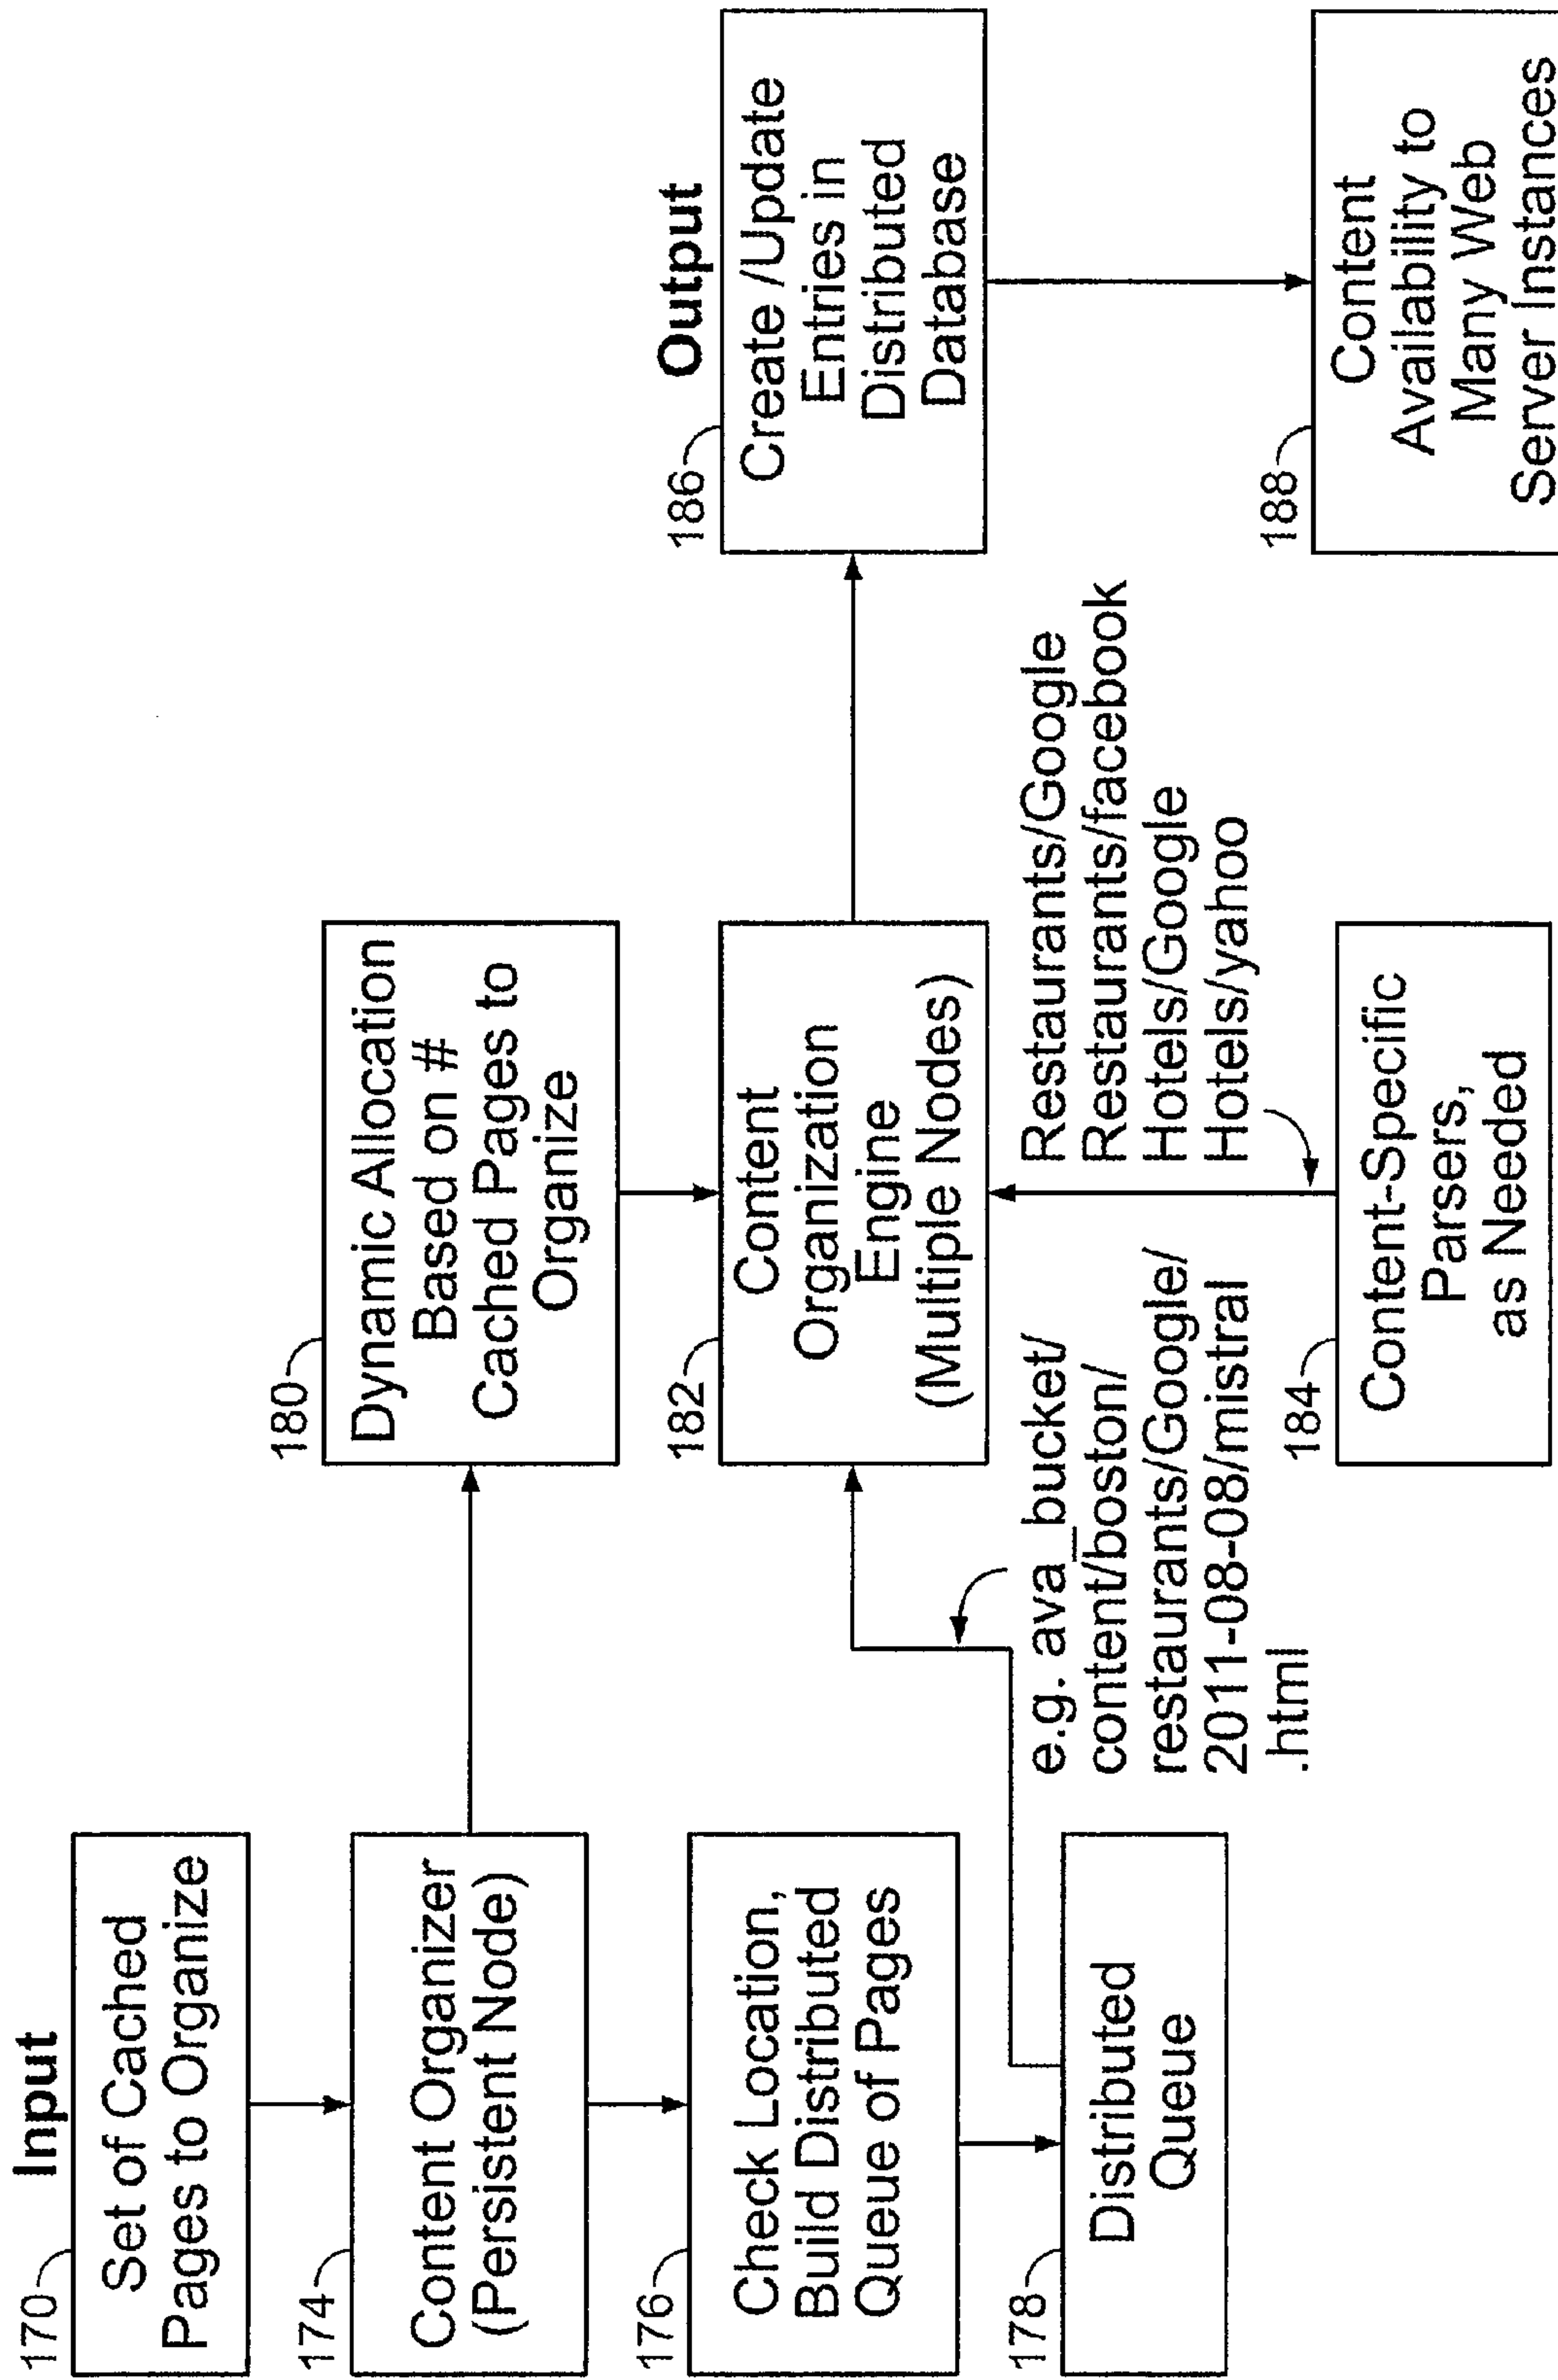 Input
170
Set of Cached
Pages to Organize
174
Content Organizer
(Persistent Node)
176
Check Location,
Build Distributed
Queue of Pages
178
Distributed
Queue
180
Dynamic Allocation
Based on #
Cached Pages to
Organize
182
Content
Organization
Engine
(Multiple Nodes)
e.g. ava_bucket/
content/boston/
restaurants/Google/
2011-08-08/mistral
.html
Restaurants/Google
Restaurants/facebook
Hotels/Google
Hotels/yahoo
184
Content-Specific
Parsers,
as Needed
Output
186
Create /Update
Entries in
Distributed
Database
188
Content
Availability to
Many Web
Server Instances